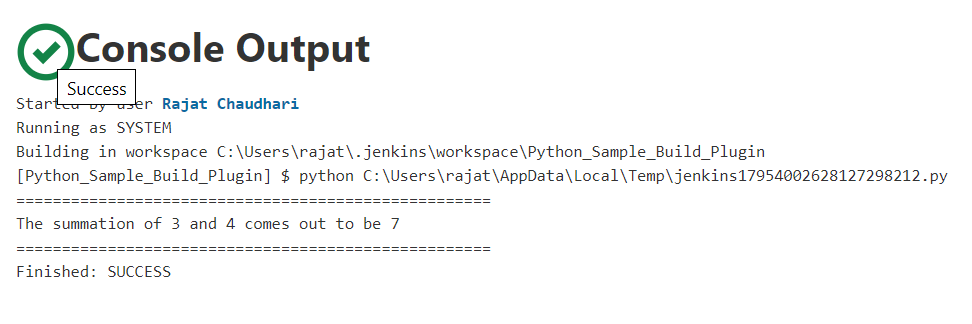 Console Output
Success
Started by user Rajat Chaudhari
Running as SYSTEM
Building in workspace C:\Users\rajat\.jenkins\workspace\Python_Sample_Build_Plugin
[Python_Sample_Build_Plugin] $ python C:\Users\rajat\AppData\Local\Temp\jenkins17954002628127298212.py
====================================================
The summation of 3 and 4 comes out to be 7
====================================================
Finished: SUCCESS